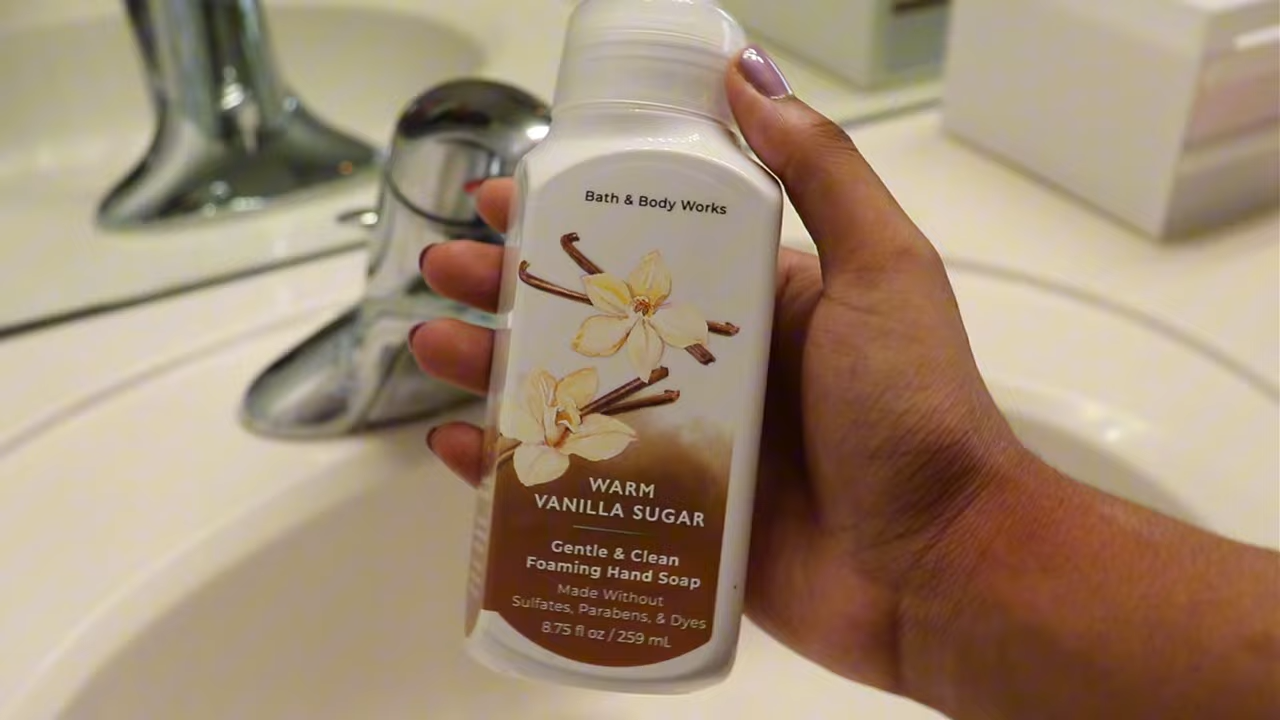 Bath & Body Works
WARM
VANILLA SUGAR
Gentle & Clean
Foaming Hand Soap
Made Without
Sulfates, Parabens, & Dyes
8.75 fl oz / 259 mL